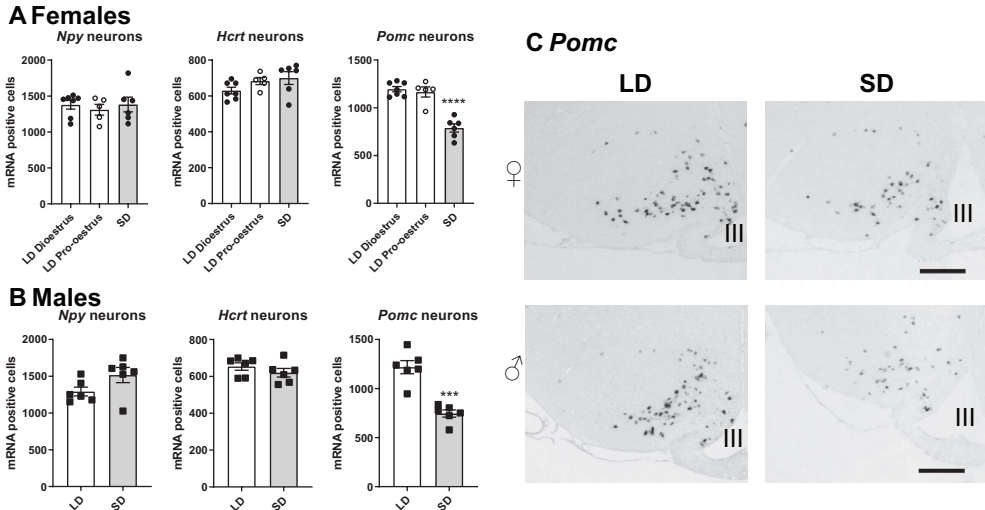 A Females
Npy neurons
Hcrt neurons
Pomc neurons
mRNA positive cells
2000
1500
1000
500
0
LD Dioestrus
LD Pro-oestrus
SD
mRNA positive cells
800
600
400
200
0
LD Dioestrus
LD Pro-oestrus
SD
mRNA positive cells
1500
1000
500
0
****
LD Dioestrus
LD Pro-oestrus
SD
B Males
Npy neurons
Hcrt neurons
Pomc neurons
mRNA positive cells
2000
1500
1000
500
0
LD
SD
mRNA positive cells
800
600
400
200
0
LD
SD
mRNA positive cells
1500
1000
500
0
***
LD
SD
C Pomc
LD
SD
♀
III
III
♂
III
III